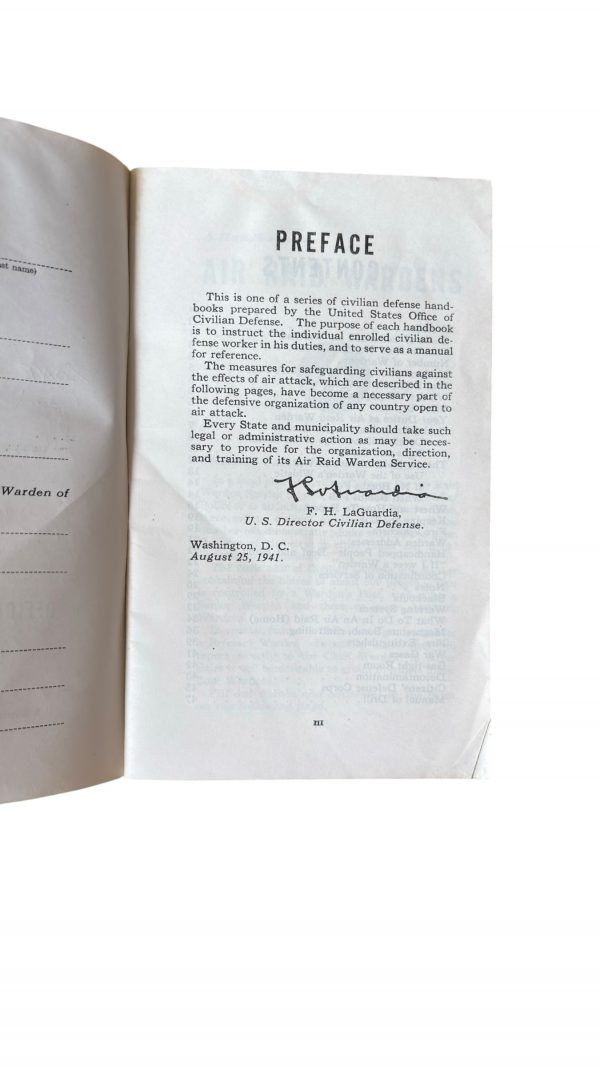 st name)
Warden of
PREFACE
This is one of a series of civilian defense hand-
books prepared by the United States Office of
Civilian Defense. The purpose of each handbook
is to instruct the individual enrolled civilian de-
fense worker in his duties, and to serve as a manual
for reference.
The measures for safeguarding civilians against
the effects of air attack, which are described in the
following pages, have become a necessary part of
the defensive organization of any country open to
air attack.
Every State and municipality should take such
legal or administrative action as may be neces-
sary to provide for the organization, direction,
and training of its Air Raid Warden Service.
F. H. LaGuardia,
U. S. Director Civilian Defense.
Washington, D. C.
August 25, 1941.
III